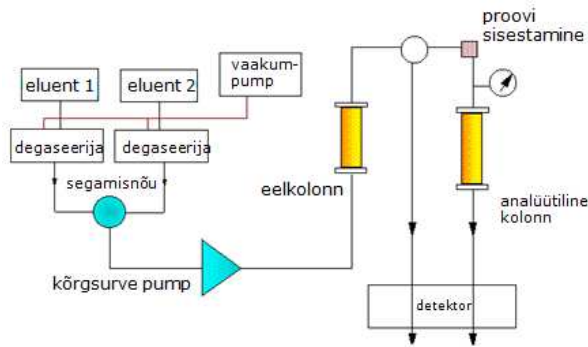 proovi
sisestamine
vaakum-
pump
eluent 1
eluent 2
degaseerija
degaseerija
segamisnõu
eelkolonn
analüütiline
kolonn
kõrgsurve pump
detektor